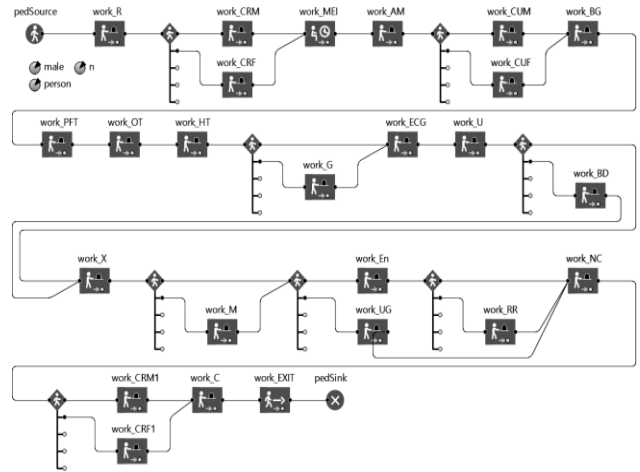 pedSource work_R work_CRM work_MEI work_AM work_CUM work_BG
male n work_CRF work_CUF
person
work_PFT work_OT work_HT work_ECG work_U
work_G work_BD
work_X work_En work_NC
work_M work_UG work_RR
work_CRM1 work_C work_EXIT pedSink
work_CRF1